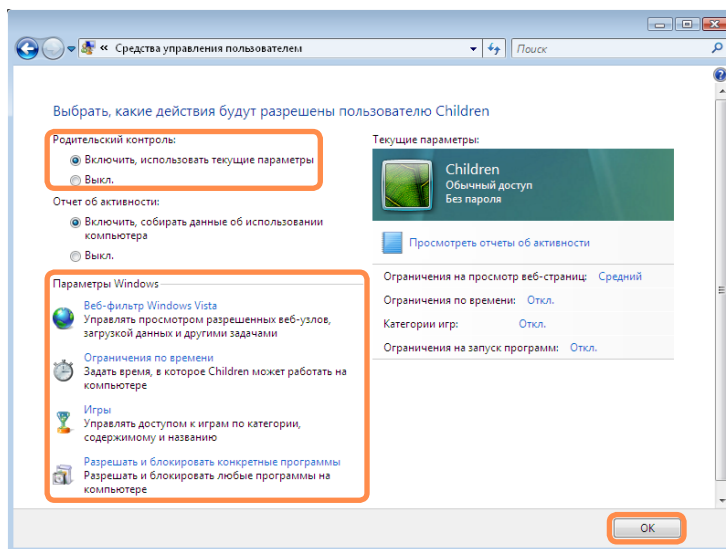 « Средства управления пользователем
Поиск
Выбрать, какие действия будут разрешены пользователю Children
Родительский контроль:
Включить, использовать текущие параметры
Выкл.
Отчет об активности:
Включить, собирать данные об использовании
компьютера
Выкл.
Параметры Windows
Веб-фильтр Windows Vista
Управлять просмотром разрешенных веб-узлов,
загрузкой данных и другими задачами
Ограничения по времени
Задать время, в которое Children может работать на
компьютере
Игры
Управлять доступом к играм по категории,
содержимому и названию
Разрешать и блокировать конкретные программы
Разрешать и блокировать любые программы на
компьютере
Текущие параметры:
Children
Обычный доступ
Без пароля
Просмотреть отчеты об активности
Ограничения на просмотр веб-страниц: Средний
Ограничения по времени: Откл.
Категории игр: Откл.
Ограничения на запуск программ: Откл.
OK